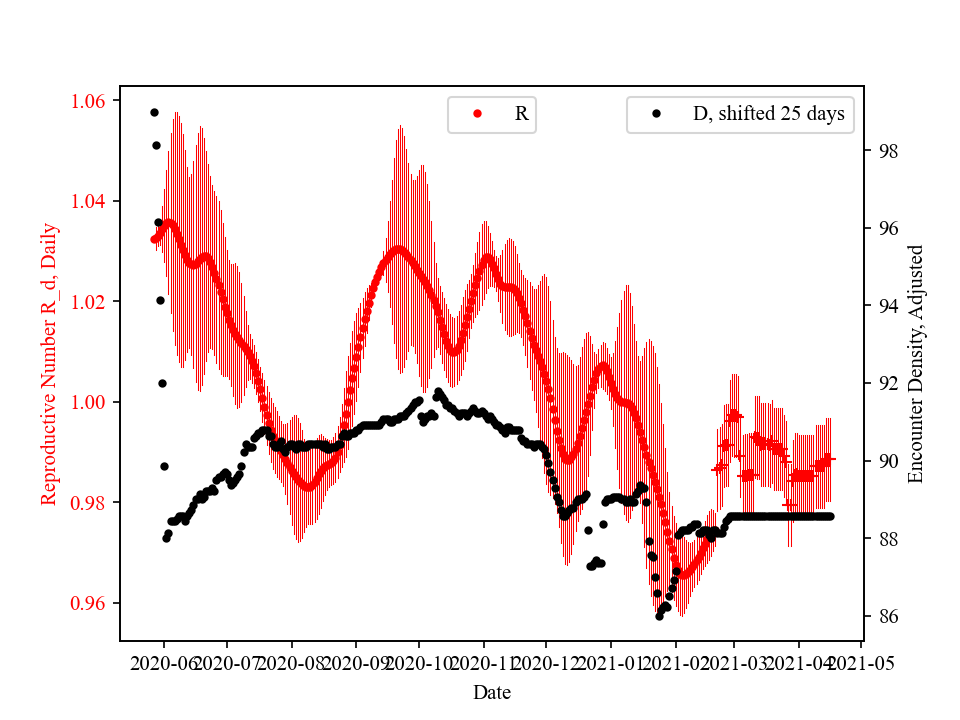 R
D, shifted 25 days
1.06
1.04
1.02
1.00
0.98
0.96
Reproductive Number R_d, Daily
98
96
94
92
90
88
86
Encounter Density, Adjusted
2020-06 2020-07 2020-08 2020-09 2020-10 2020-11 2020-12 2021-01 2021-02 2021-03 2021-04 2021-05
Date